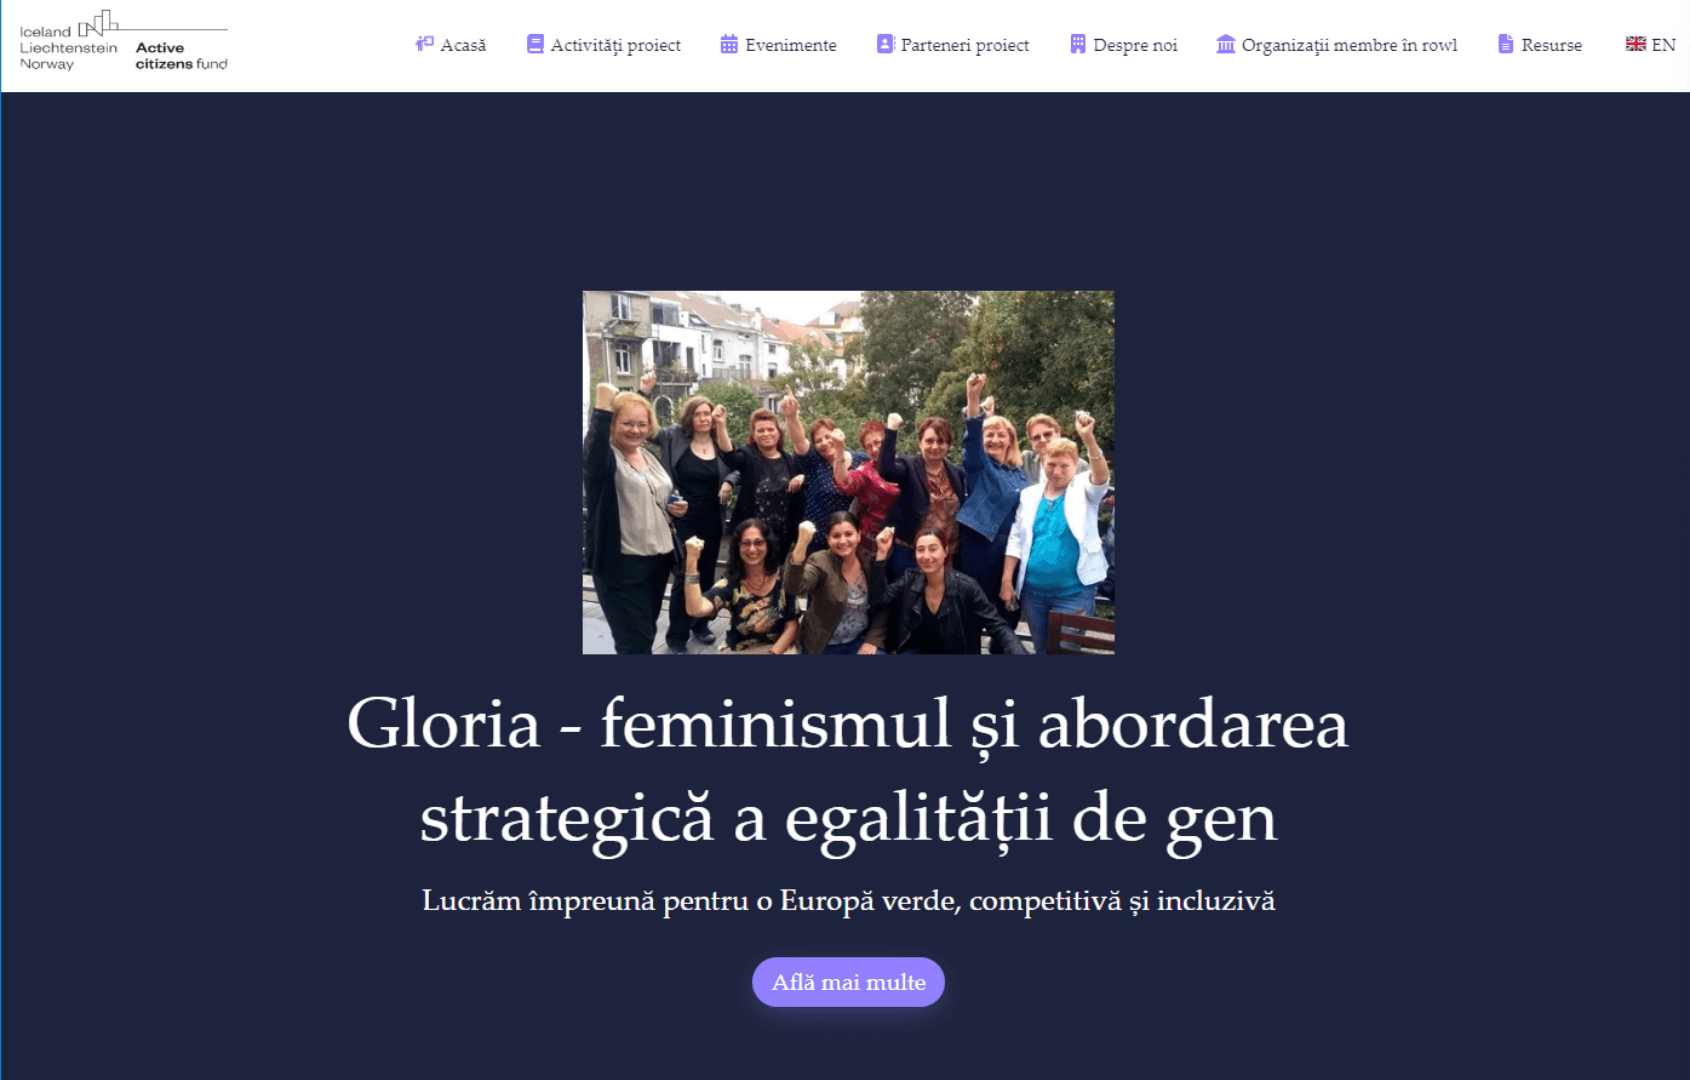 Iceland
Liechtenstein Active
Norway citizens fund
Acasă Activități proiect Evenimente Parteneri proiect Despre noi Organizații membre în rowl Resurse EN
Gloria - feminismul și abordarea
strategică a egalității de gen
Lucrăm împreună pentru o Europă verde, competitivă și incluzivă
Află mai multe